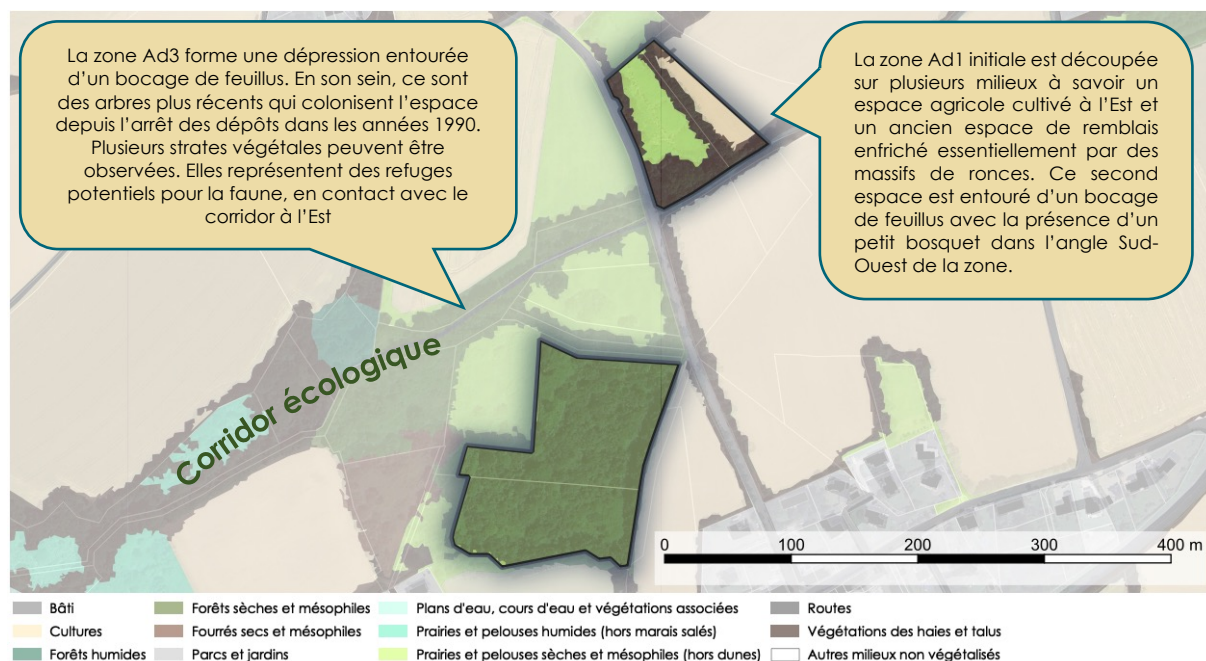 La zone Ad3 forme une dépression entourée
d'un bocage de feuillus. En son sein, ce sont
des arbres plus récents qui colonisent l'espace
depuis l'arrêt des dépôts dans les années 1990.
Plusieurs strates végétales peuvent être
observées. Elles représentent des refuges
potentiels pour la faune, en contact avec le
corridor à l'Est
La zone Ad1 initiale est découpée
sur plusieurs milieux à savoir un
espace agricole cultivé à l'Est et
un ancien espace de remblais
enfriché essentiellement par des
massifs de ronces. Ce second
espace est entouré d'un bocage
de feuillus avec la présence d'un
petit bosquet dans l'angle Sud-
Ouest de la zone.
Corridor écologique
0 100 200 300 400 m
Bâti
Cultures
Forêts humides
Forêts sèches et mésophiles
Fourrés secs et mésophiles
Parcs et jardins
Plans d'eau, cours d'eau et végétations associées
Prairies et pelouses humides (hors marais salés)
Prairies et pelouses sèches et mésophiles (hors dunes)
Routes
Végétations des haies et talus
Autres milieux non végétalisés